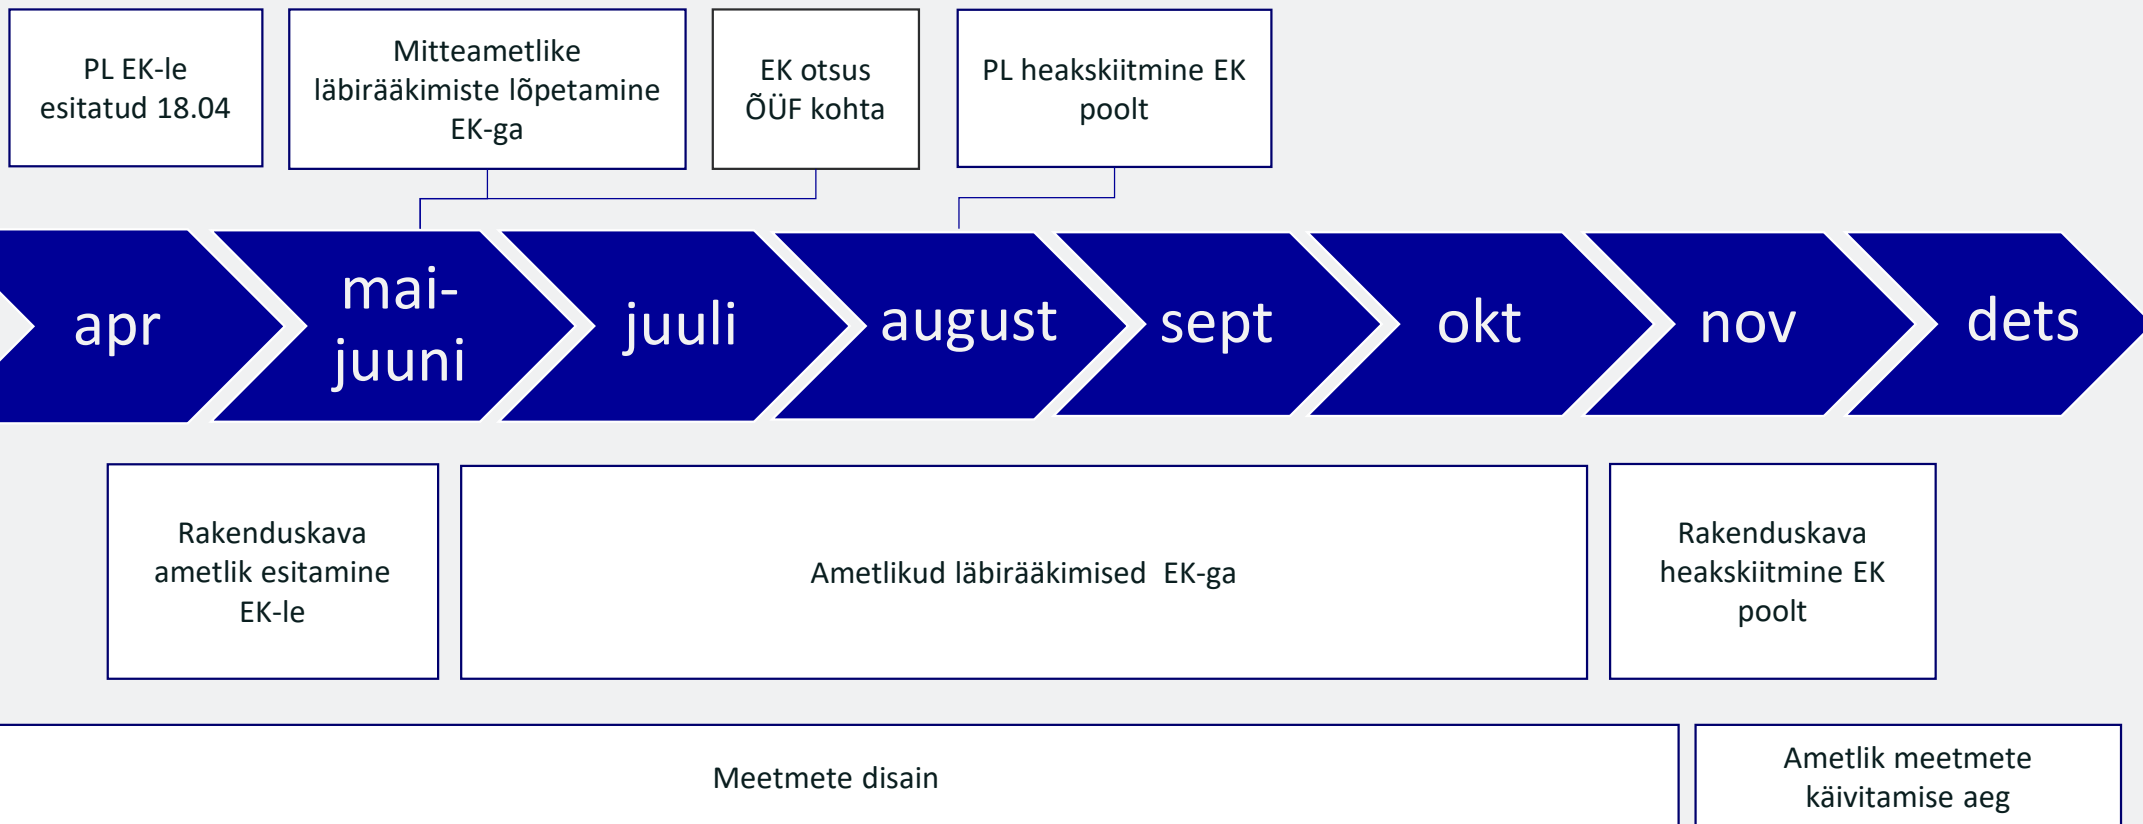 PL EK-le
esitatud 18.04
Mitteametlike
läbirääkimiste lõpetamine
EK-ga
EK otsus
ÕÜF kohta
PL heakskiitmine EK
poolt
apr
mai-
juuni
juuli
august
sept
okt
nov
dets
Rakenduskava
ametlik esitamine
EK-le
Ametlikud läbirääkimised  EK-ga
Rakenduskava
heakskiitmine EK
poolt
Meetmete disain
Ametlik meetmete
käivitamise aeg